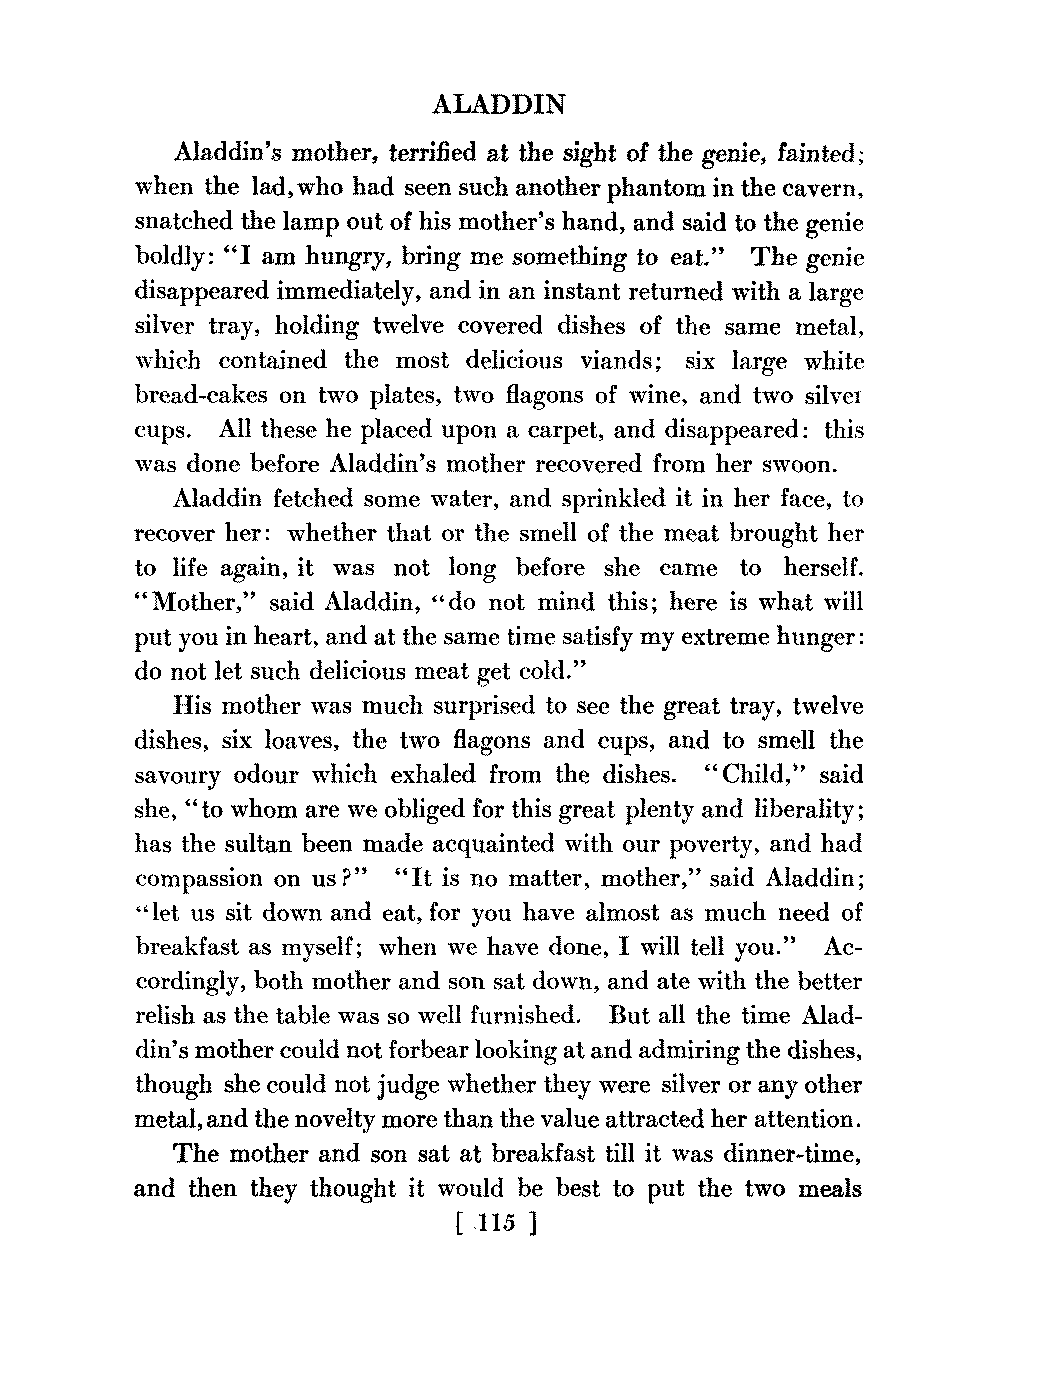 ALADDIN
Aladdin's mother, terrified at the sight of the genie, fainted;
when the lad, who had seen such another phantom in the cavern,
snatched the lamp out of his mother's hand, and said to the genie
boldly: “I am hungry, bring me something to eat.” The genie
disappeared immediately, and in an instant returned with a large
silver tray, holding twelve covered dishes of the same metal,
which contained the most delicious viands; six large white
bread-cakes on two plates, two flagons of wine, and two silver
cups. All these he placed upon a carpet, and disappeared: this
was done before Aladdin's mother recovered from her swoon.
Aladdin fetched some water, and sprinkled it in her face, to
recover her: whether that or the smell of the meat brought her
to life again, it was not long before she came to herself.
“Mother,” said Aladdin, “do not mind this; here is what will
put you in heart, and at the same time satisfy my extreme hunger:
do not let such delicious meat get cold.”
His mother was much surprised to see the great tray, twelve
dishes, six loaves, the two flagons and cups, and to smell the
savoury odour which exhaled from the dishes. “Child,” said
she, “to whom are we obliged for this great plenty and liberality;
has the sultan been made acquainted with our poverty, and had
compassion on us?” “It is no matter, mother,” said Aladdin;
“let us sit down and eat, for you have almost as much need of
breakfast as myself; when we have done, I will tell you.” Ac-
cordingly, both mother and son sat down, and ate with the better
relish as the table was so well furnished. But all the time Alad-
din's mother could not forbear looking at and admiring the dishes,
though she could not judge whether they were silver or any other
metal, and the novelty more than the value attracted her attention.
The mother and son sat at breakfast till it was dinner-time,
and then they thought it would be best to put the two meals
[ 115 ]